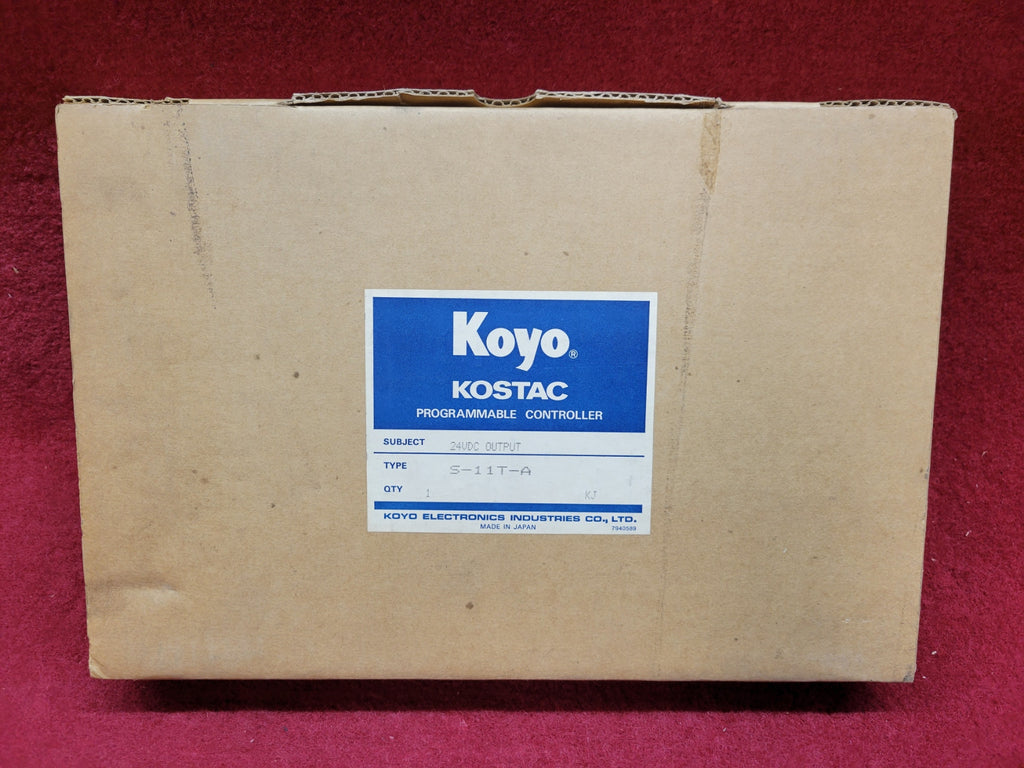 Koyo®
KOSTAC
PROGRAMMABLE CONTROLLER
SUBJECT 24VDC OUTPUT
TYPE S-11T-A
QTY 1 KJ
KOYO ELECTRONICS INDUSTRIES CO., LTD.
MADE IN JAPAN 7940589